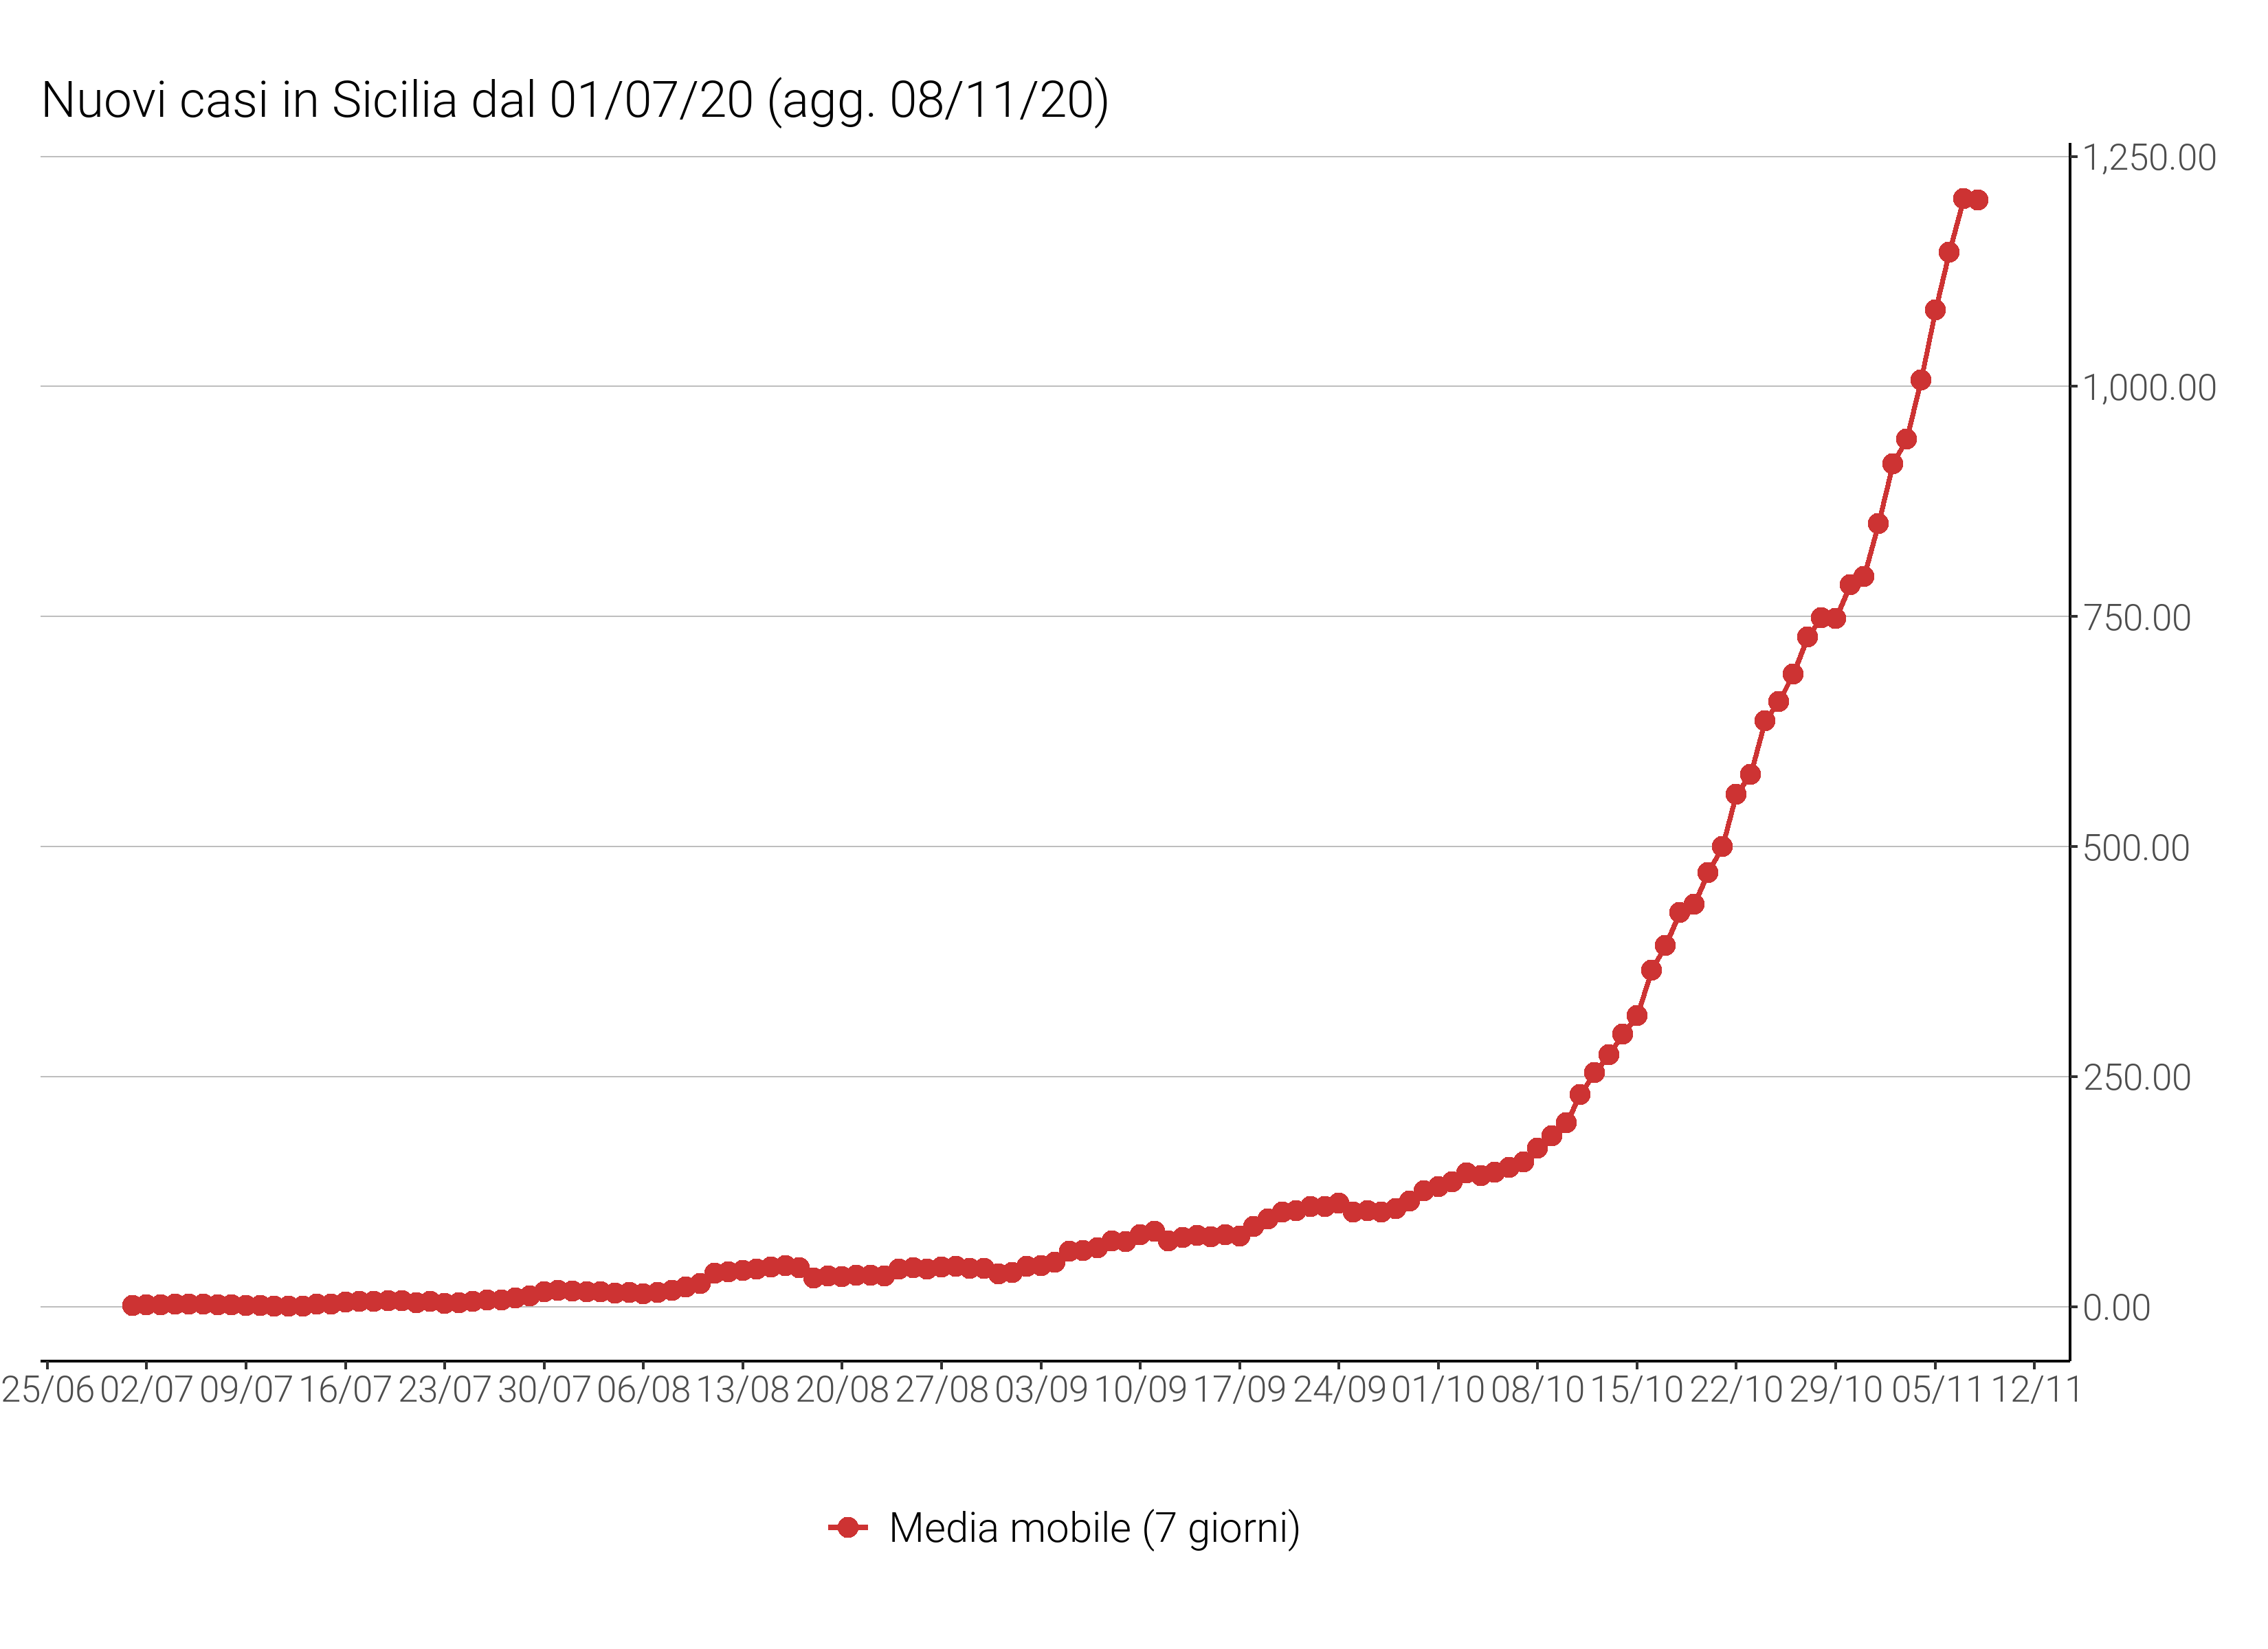 Nuovi casi in Sicilia dal 01/07/20 (agg. 08/11/20)
1,250.00
1,000.00
750.00
500.00
250.00
0.00
25/06 02/07 09/07 16/07 23/07 30/07 06/08 13/08 20/08 27/08 03/09 10/09 17/09 24/09 01/10 08/10 15/10 22/10 29/10 05/11 12/11
Media mobile (7 giorni)